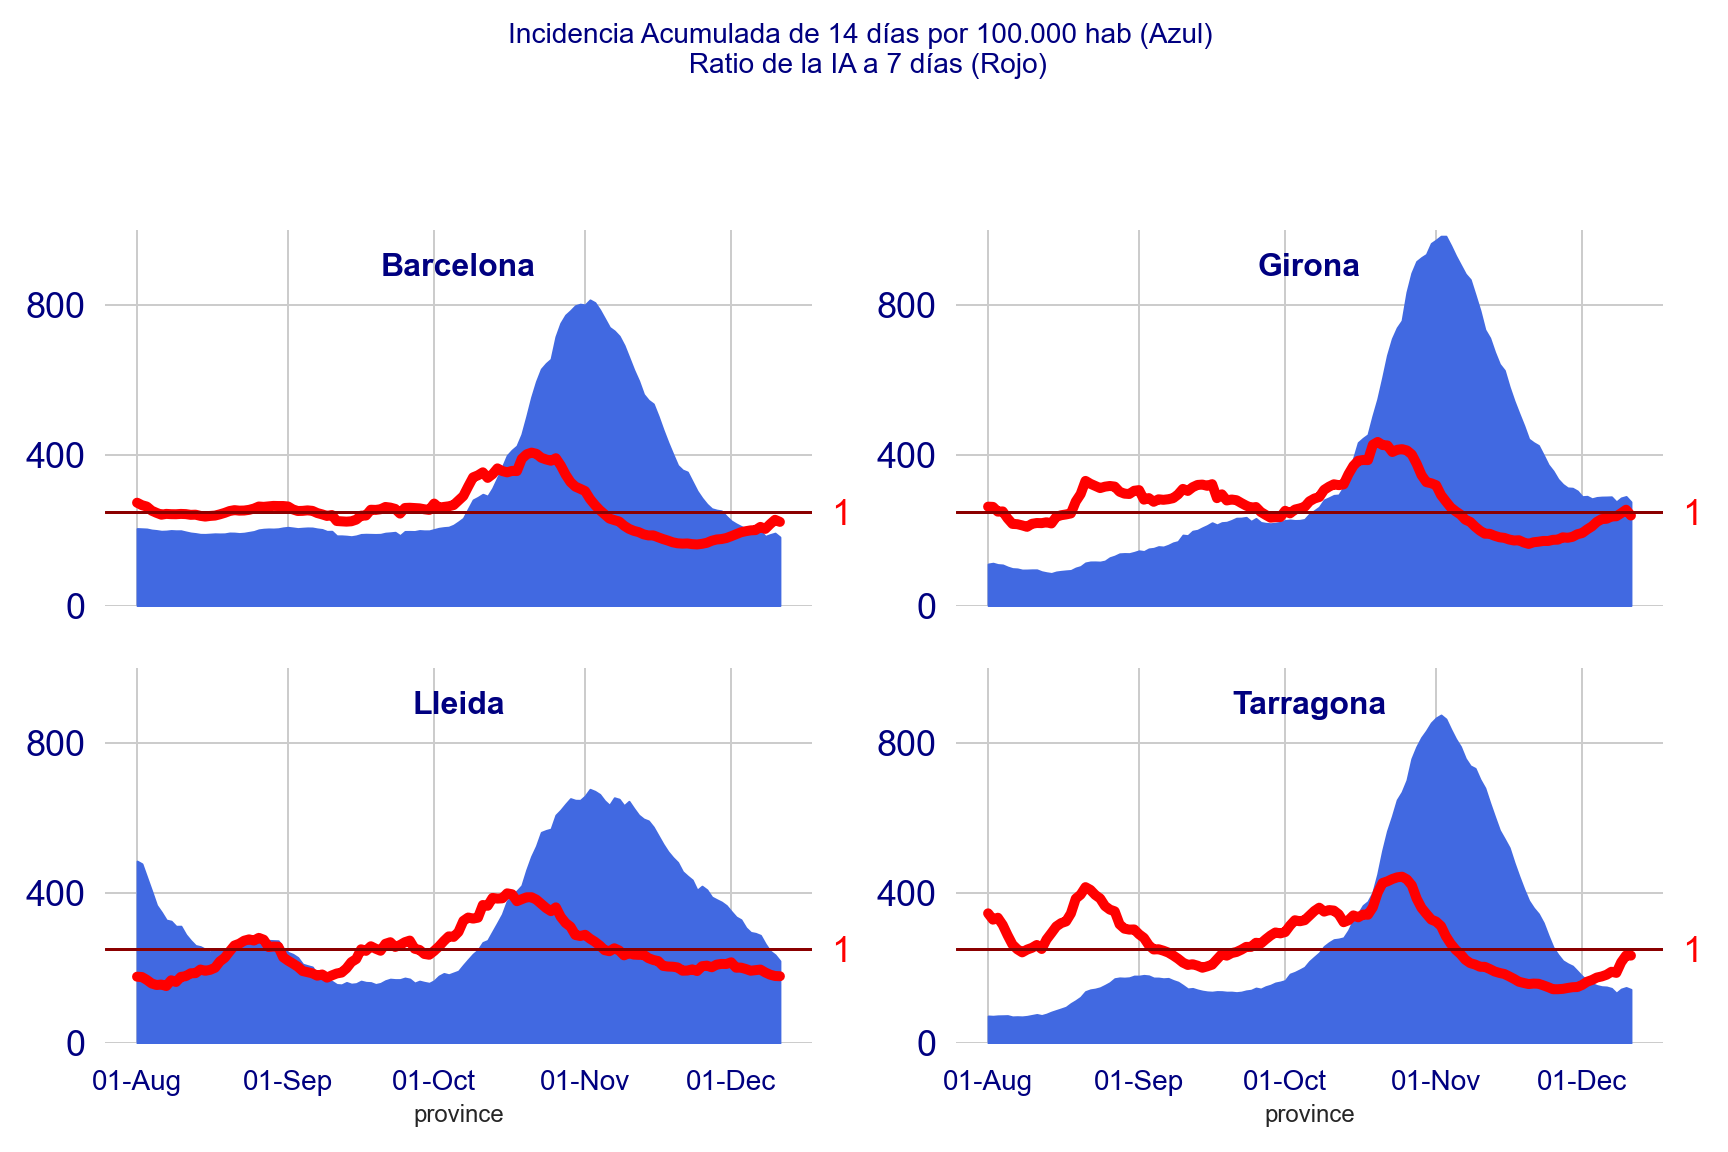 Incidencia Acumulada de 14 días por 100.000 hab (Azul)
Ratio de la IA a 7 días (Rojo)
Barcelona
800
400
0
1
Girona
800
400
0
1
Lleida
800
400
0
1
01-Aug 01-Sep 01-Oct 01-Nov 01-Dec
province
Tarragona
800
400
0
1
01-Aug 01-Sep 01-Oct 01-Nov 01-Dec
province